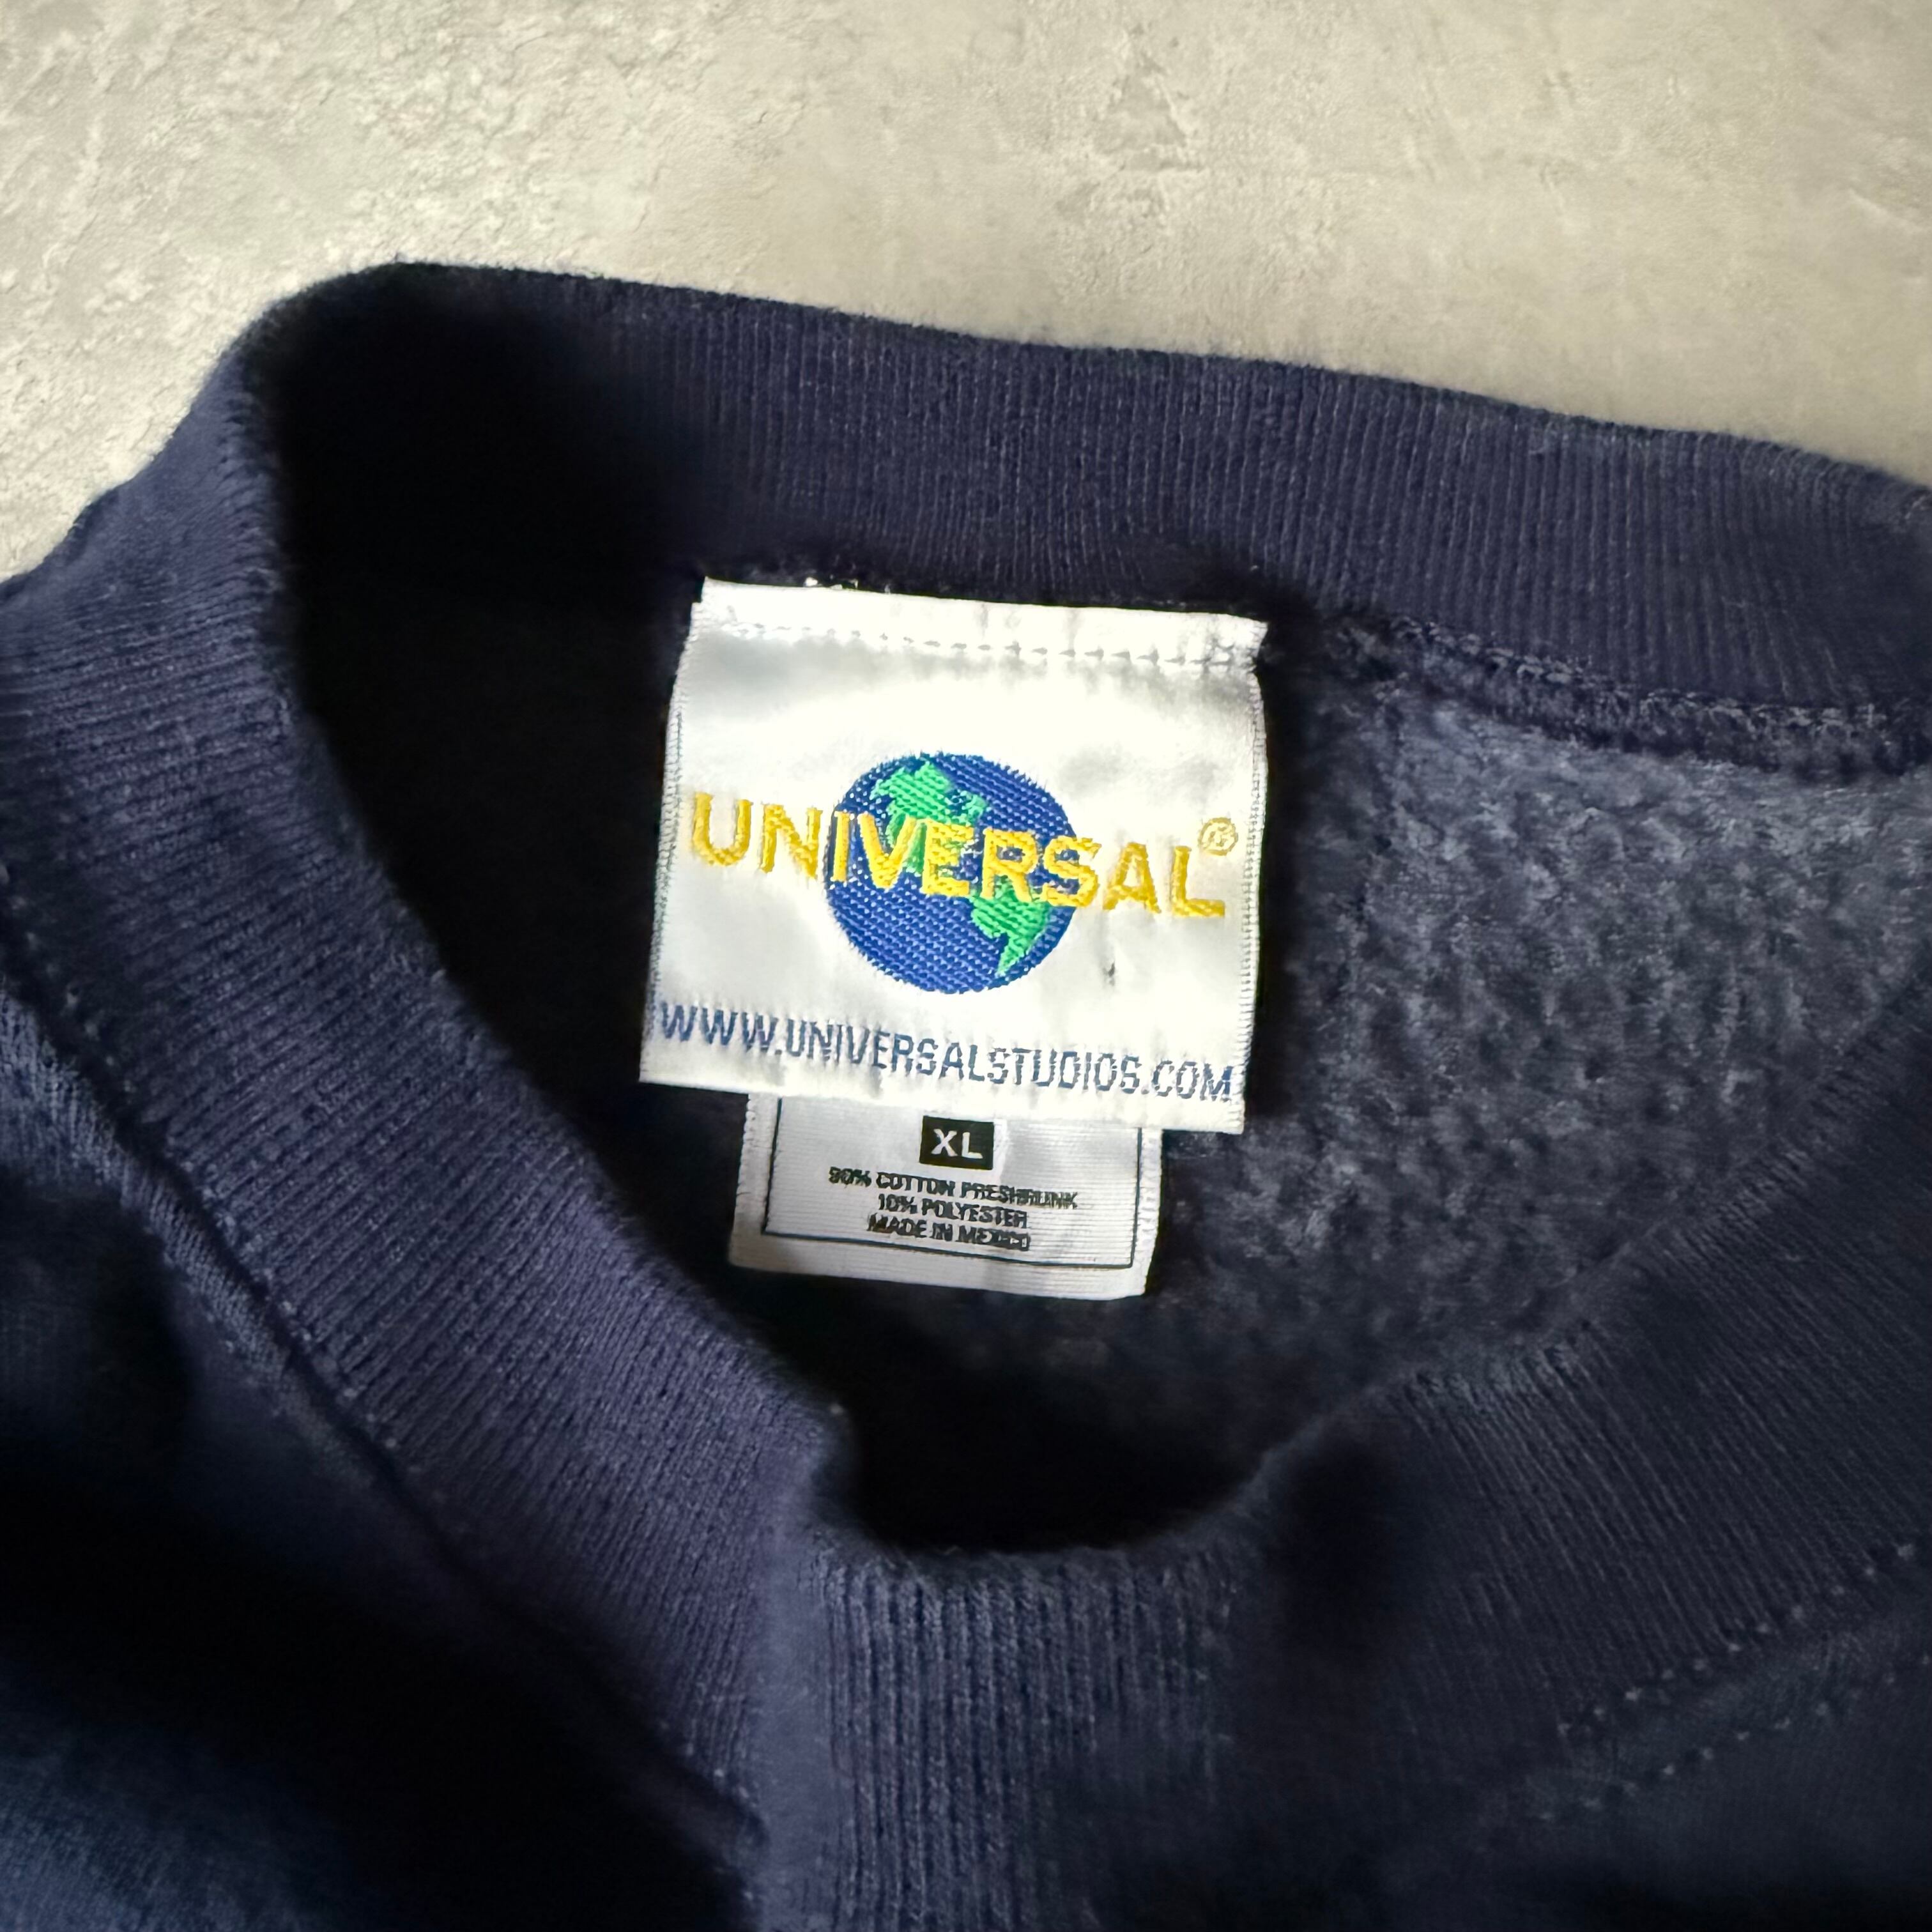 UNIVERSAL®
WWW.UNIVERSALSTUDIOS.COM
XL
90% COTTON PRESHRUNK
10% POLYESTER
MADE IN MEXICO